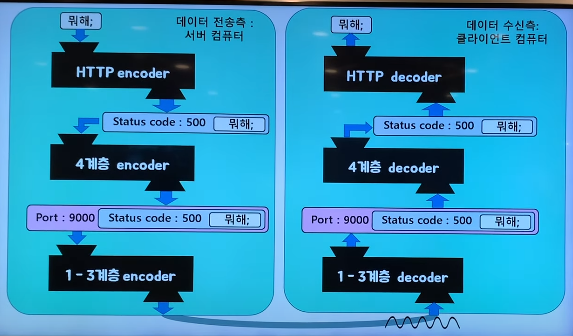 데이터 전송측 :
서버 컴퓨터
뭐해;
HTTP encoder
Status code : 500 뭐해;
4계층 encoder
Port : 9000 Status code : 500 뭐해;
1 - 3계층 encoder
데이터 수신측:
클라이언트 컴퓨터
뭐해;
HTTP decoder
Status code : 500 뭐해;
4계층 decoder
Port : 9000 Status code : 500 뭐해;
1 - 3계층 decoder